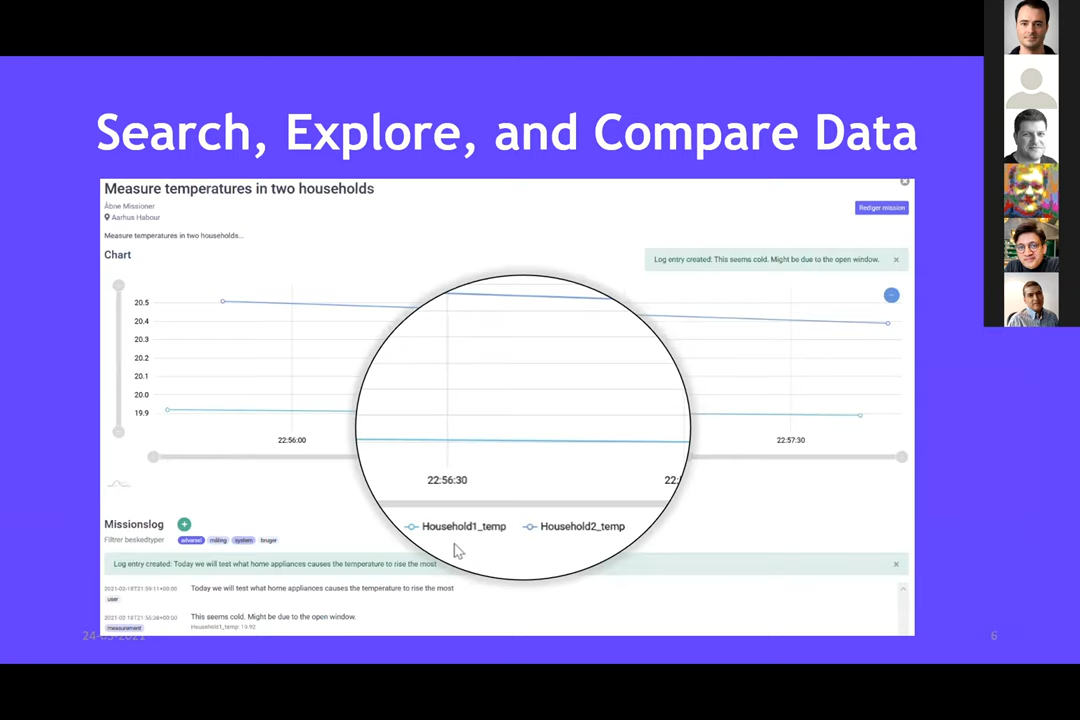 Search, Explore, and Compare Data
Measure temperatures in two households
Åbne Missioner
Aarhus Habour
Rediger mission
Measure temperatures in two households...
Chart
Log entry created: This seems cold. Might be due to the open window.
20.5
20.4
20.3
20.2
20.1
20.0
19.9
22:56:00
22:56:30
22:
22:57:30
Household1_temp
Household2_temp
Missionslog
Filtrer beskedtyper
advarsel
måling
system
bruger
Log entry created: Today we will test what home appliances causes the temperature to rise the most
Today we will test what home appliances causes the temperature to rise the most
user
This seems cold. Might be due to the open window.
measurement
Household1_temp: 19.92
6